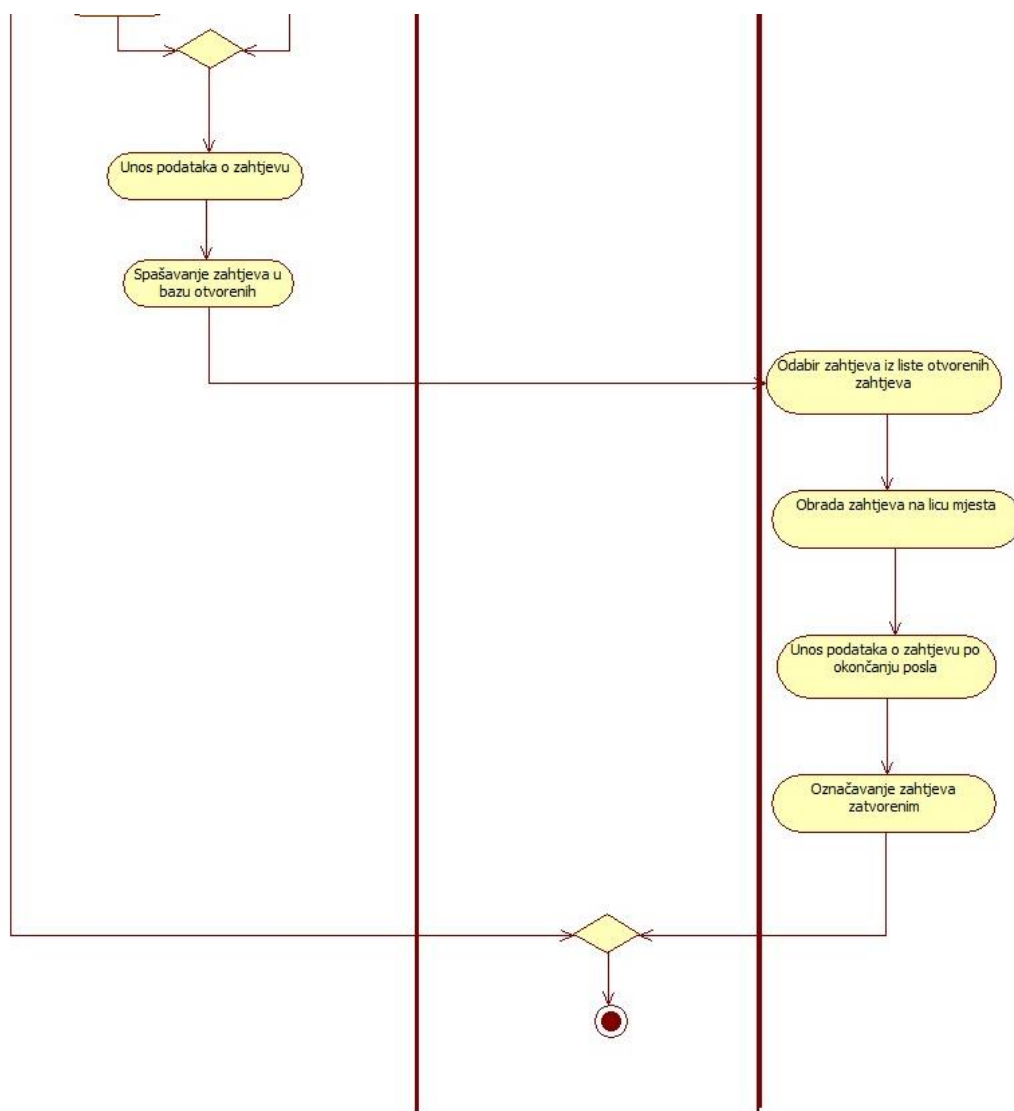 Unos podataka o zahtjevu
Spašavanje zahtjeva u
bazu otvorenih
Odabir zahtjeva iz liste otvorenih
zahtjeva
Obrada zahtjeva na licu mjesta
Unos podataka o zahtjevu po
okončanju posla
Označavanje zahtjeva
zatvorenim